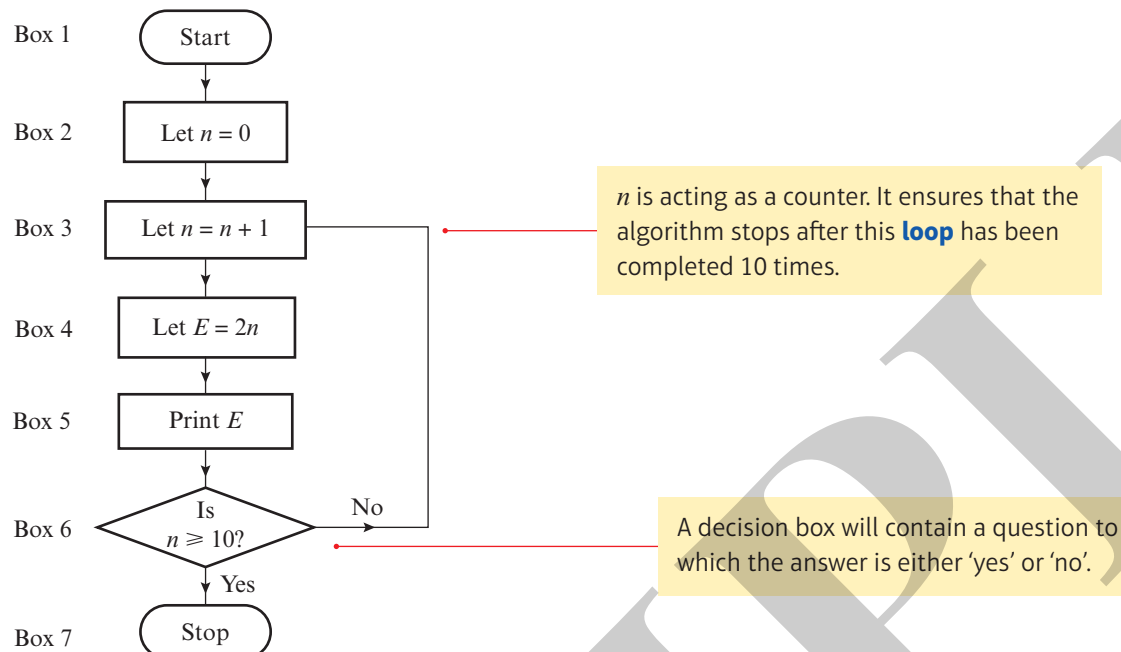 Box 1
Start
Box 2
Let n = 0
Box 3
Let n = n + 1
n is acting as a counter. It ensures that the
algorithm stops after this loop has been
completed 10 times.
Box 4
Let E = 2n
Box 5
Print E
Box 6
Is
n ⩾ 10?
No
A decision box will contain a question to
which the answer is either ‘yes’ or ‘no’.
Yes
Box 7
Stop